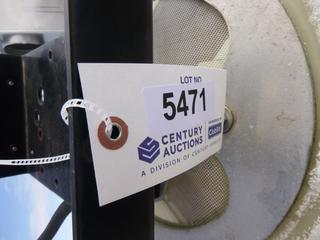 LOT NO
5471
CENTURY
AUCTIONS
A DIVISION OF CENTURY